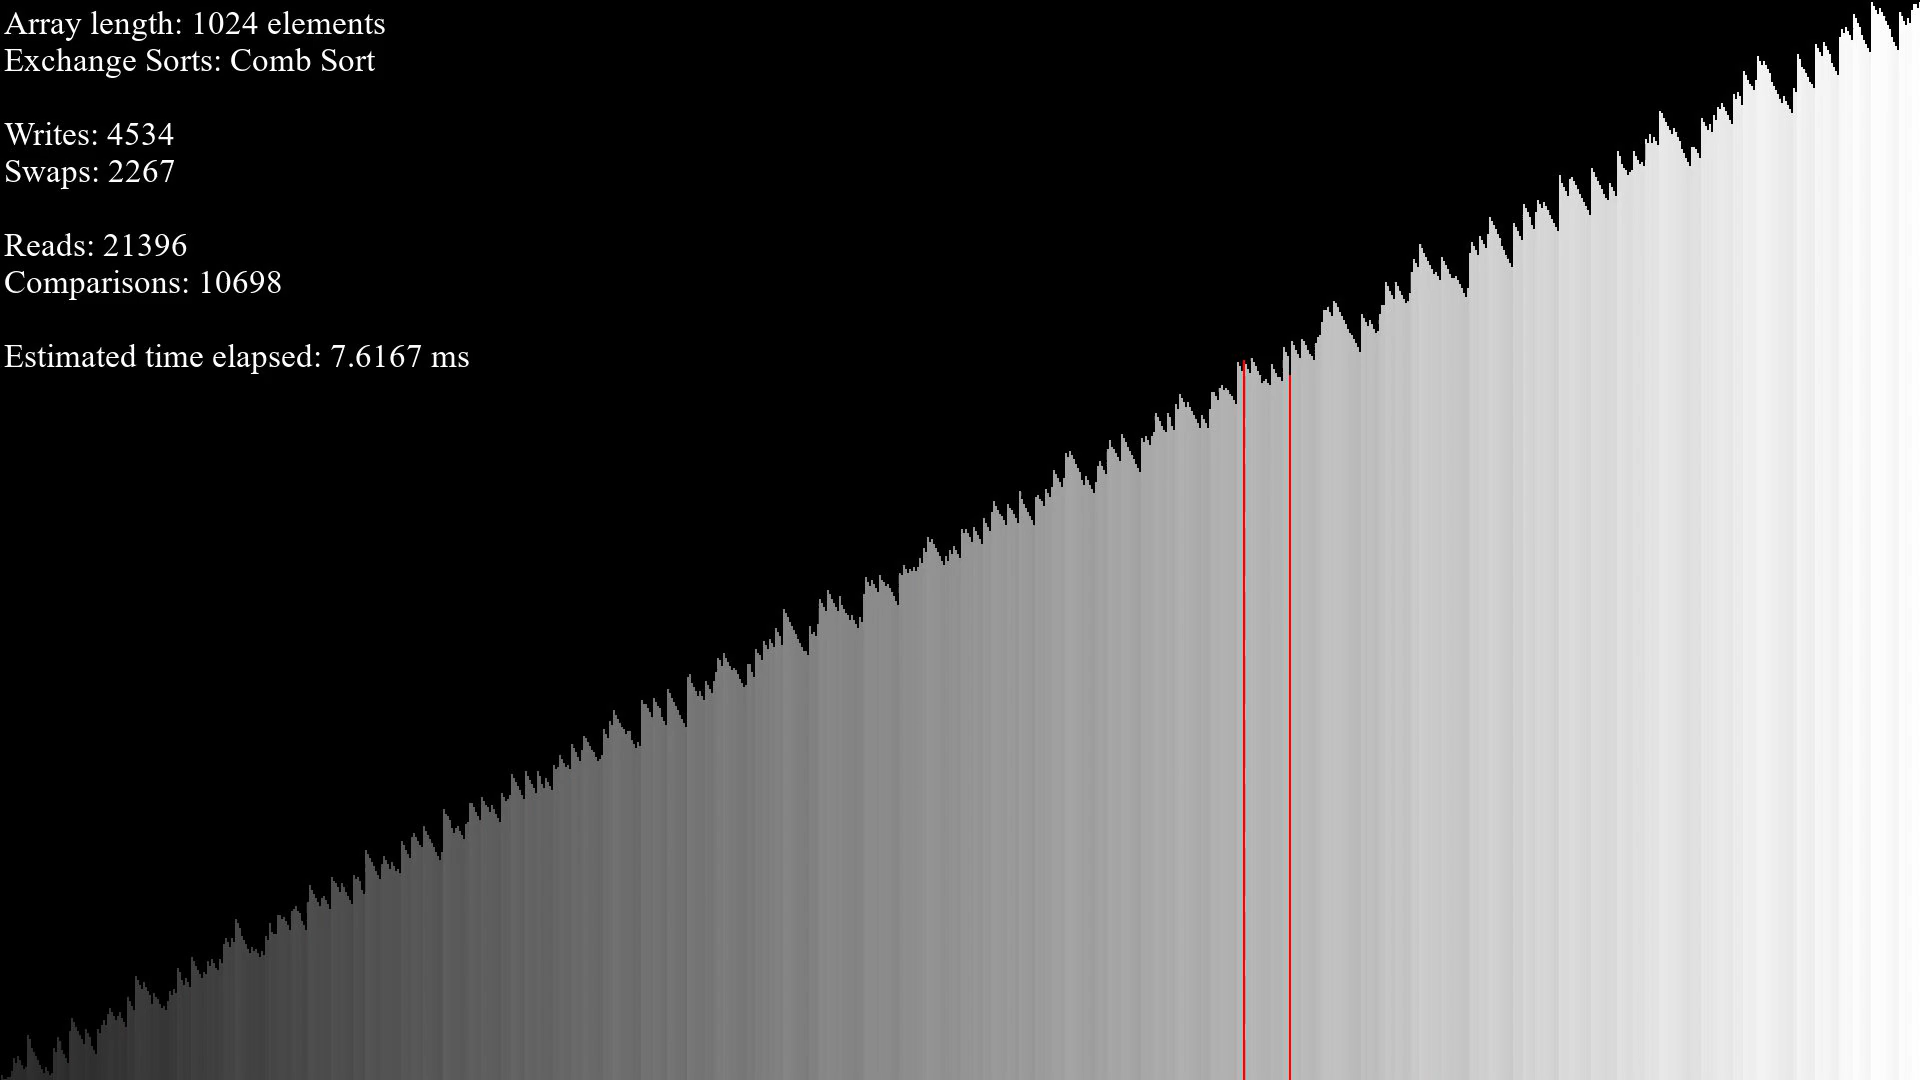 Array length: 1024 elements
Exchange Sorts: Comb Sort
Writes: 4534
Swaps: 2267
Reads: 21396
Comparisons: 10698
Estimated time elapsed: 7.6167 ms